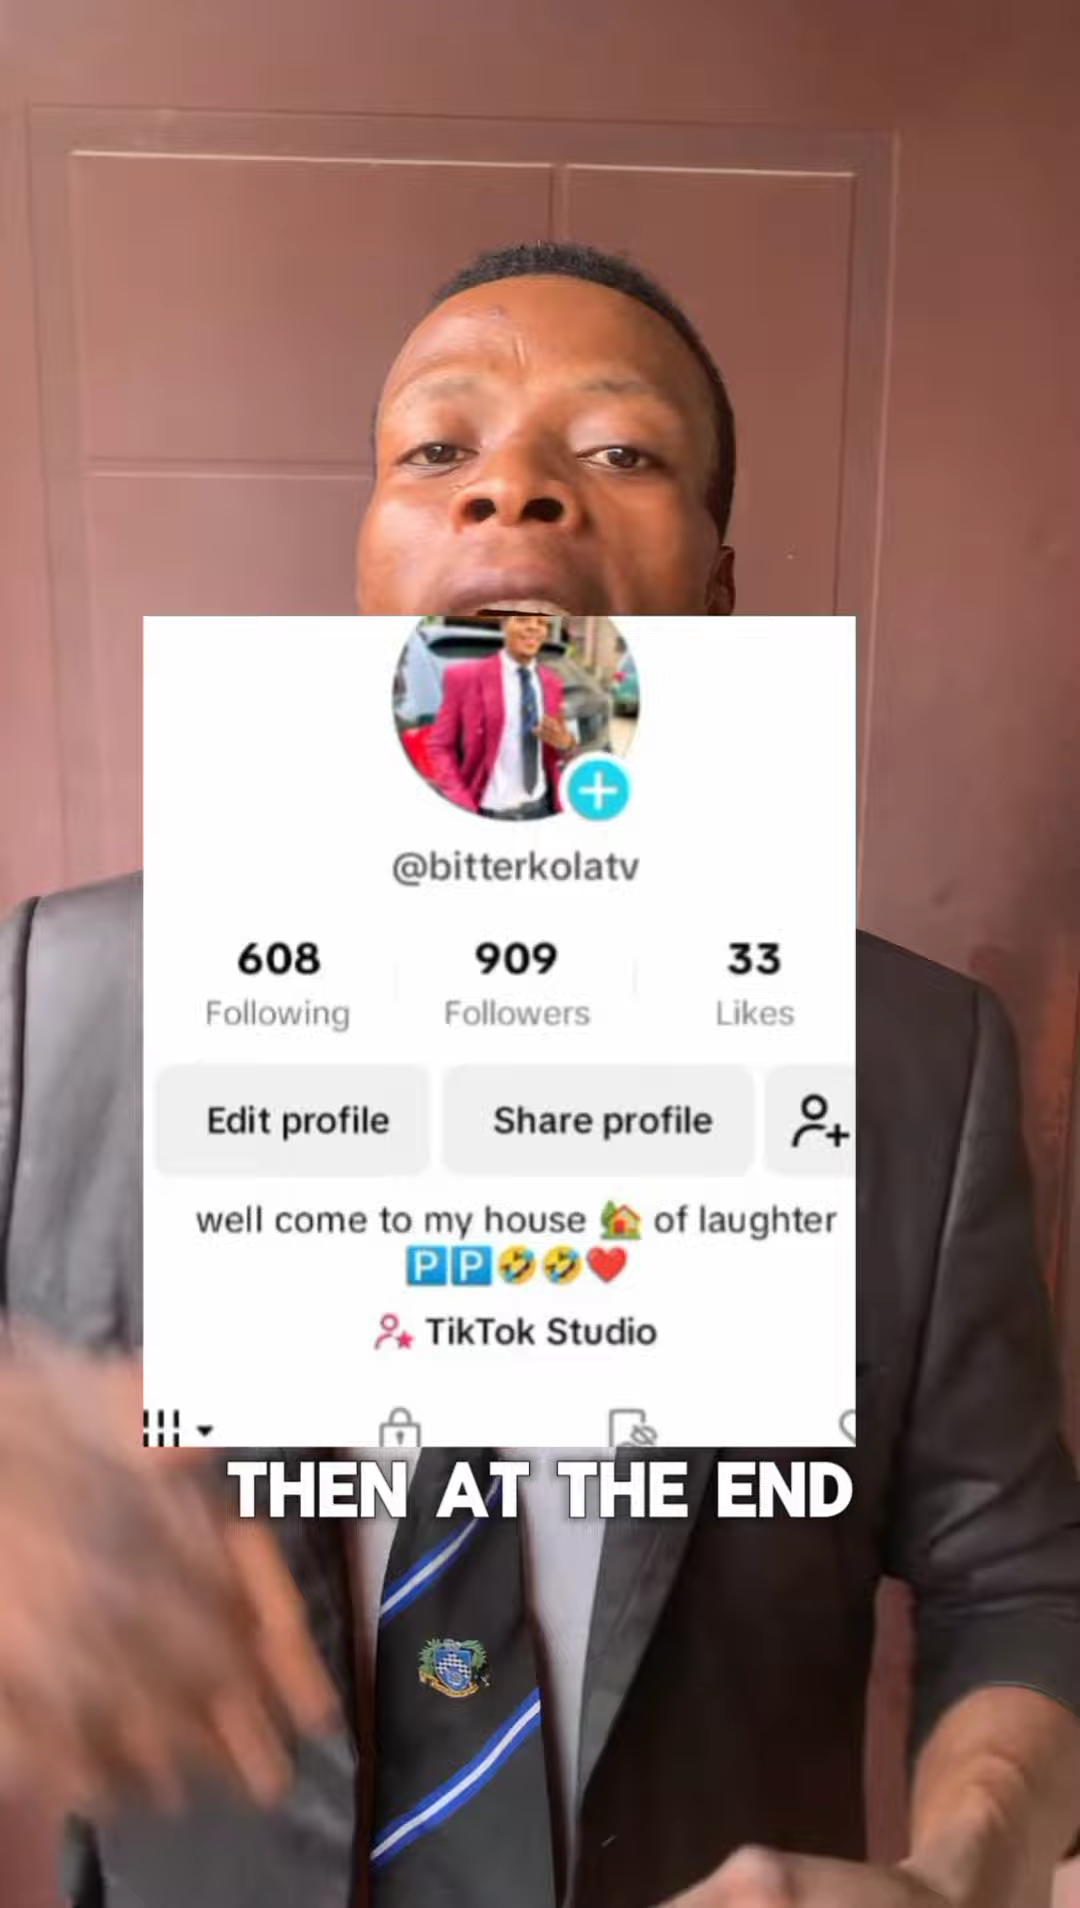 @bitterkolatv
608 909 33
Following Followers Likes
Edit profile Share profile
well come to my house 🏡 of laughter
🅿️🅿️🤣🤣❤️
TikTok Studio
THEN AT THE END